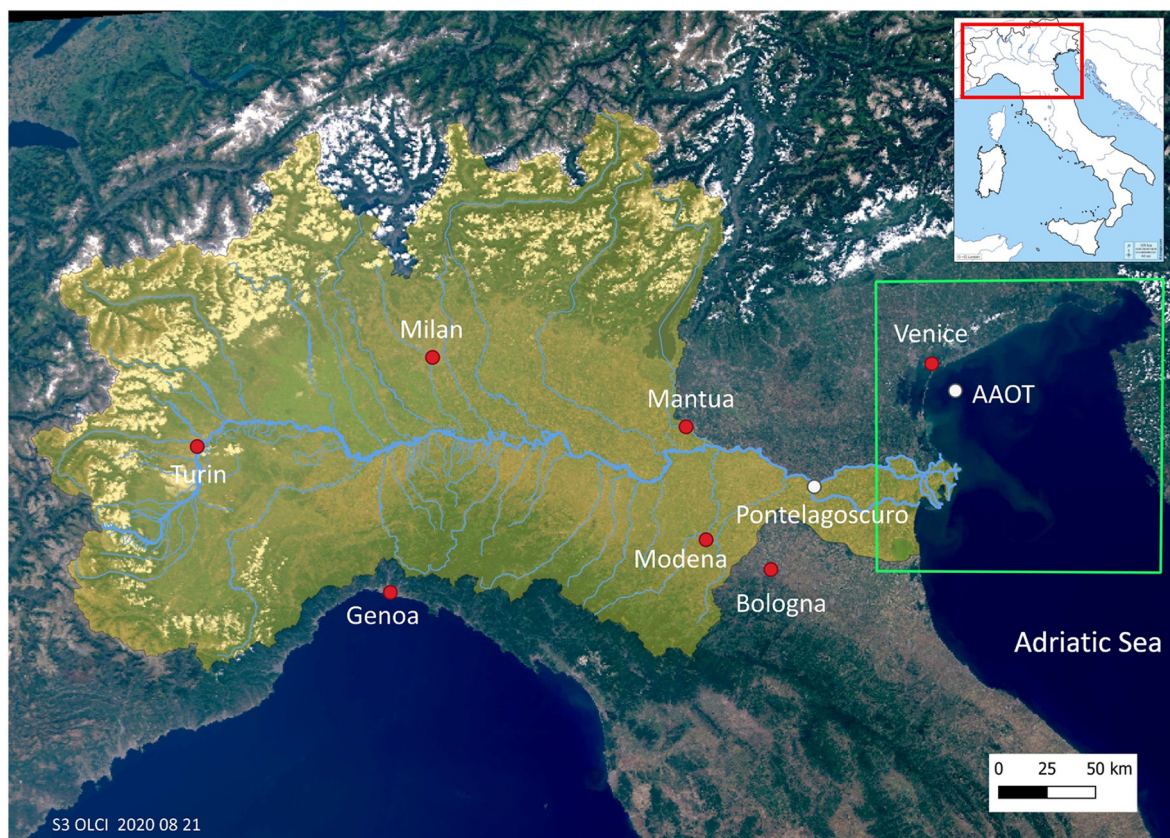 Milan
Venice
AAOT
Mantua
Turin
Pontelagoscuro
Modena
Bologna
Genoa
Adriatic Sea
0 25 50 km
S3 OLCI 2020 08 21